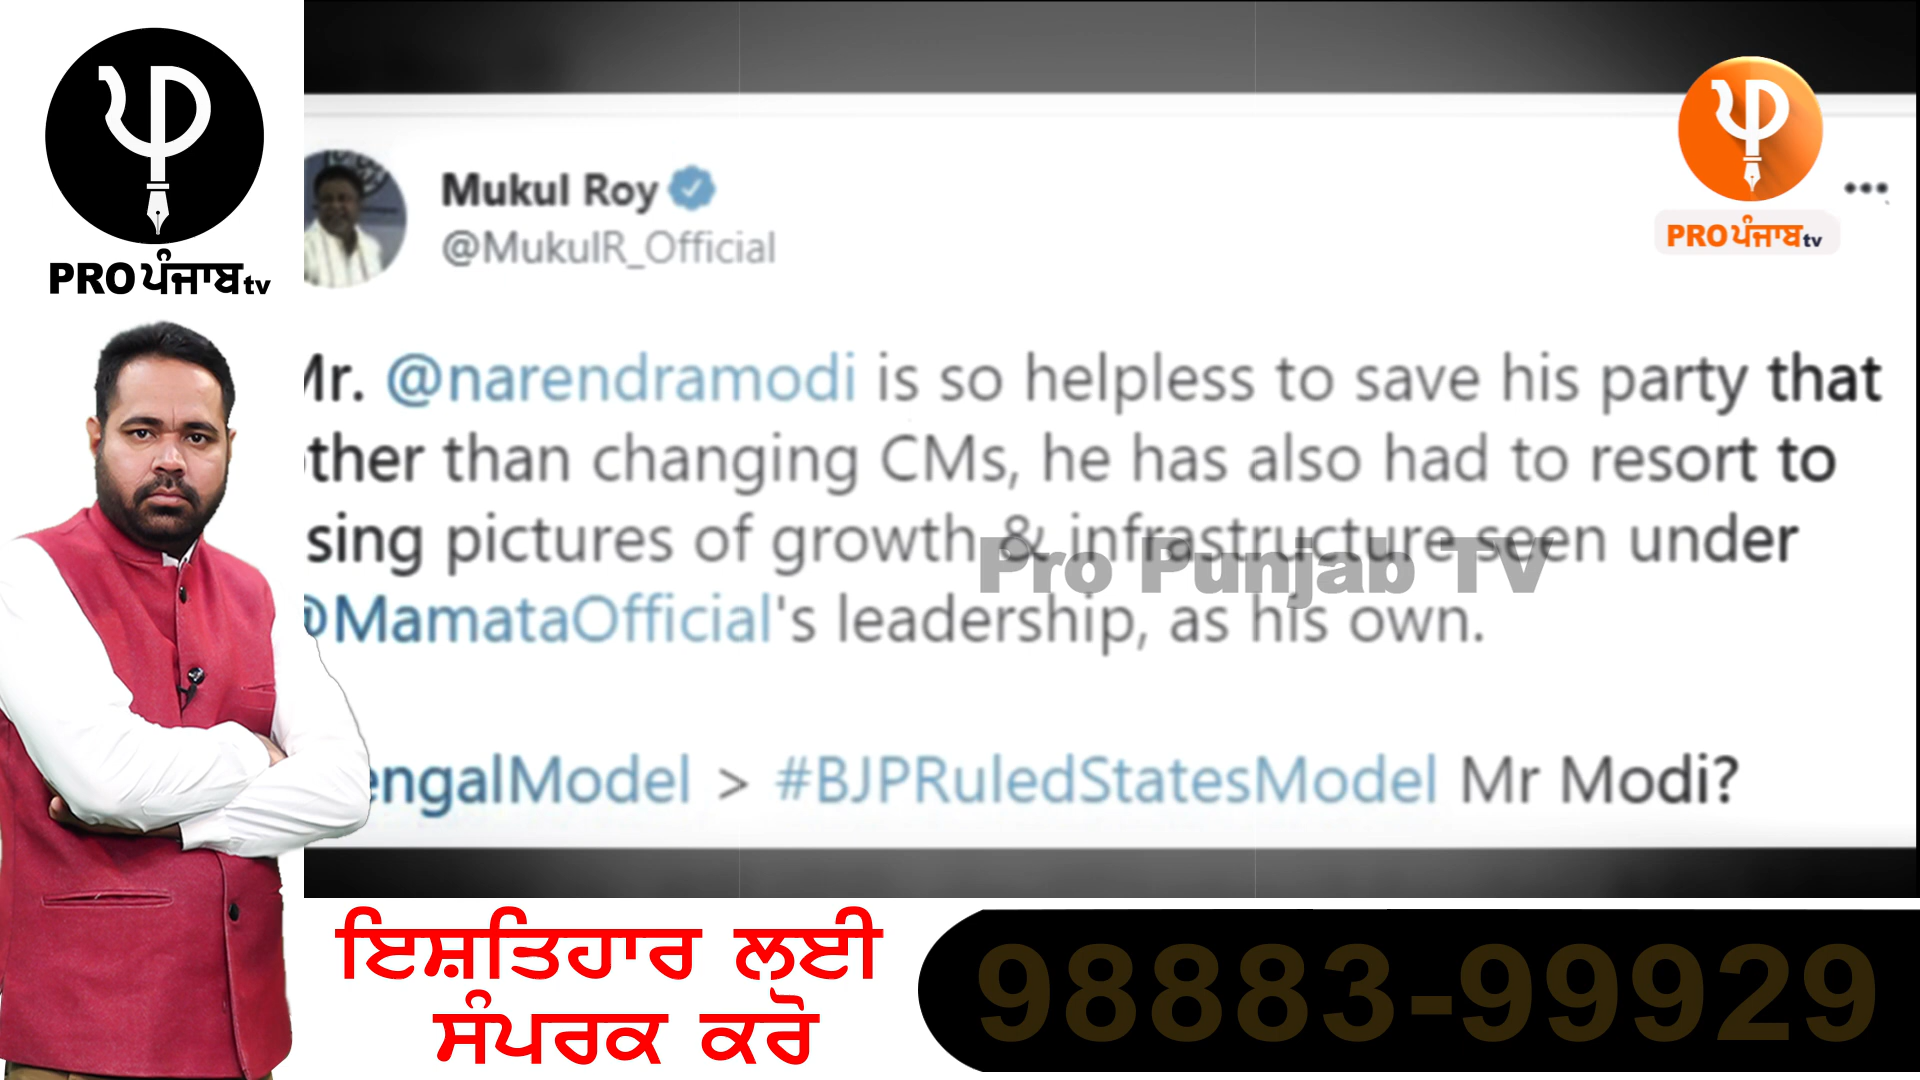 PRO ਪੰਜਾਬ tv
PRO ਪੰਜਾਬ tv
Mukul Roy
@MukulR_Official
Mr. @narendramodi is so helpless to save his party that
ther than changing CMs, he has also had to resort to
sing pictures of growth & infrastructure seen under
@MamataOfficial's leadership, as his own.
Pro Punjab TV
engalModel > #BJPRuledStatesModel Mr Modi?
ਇਸ਼ਤਿਹਾਰ ਲਈ
ਸੰਪਰਕ ਕਰੋ
98883-99929